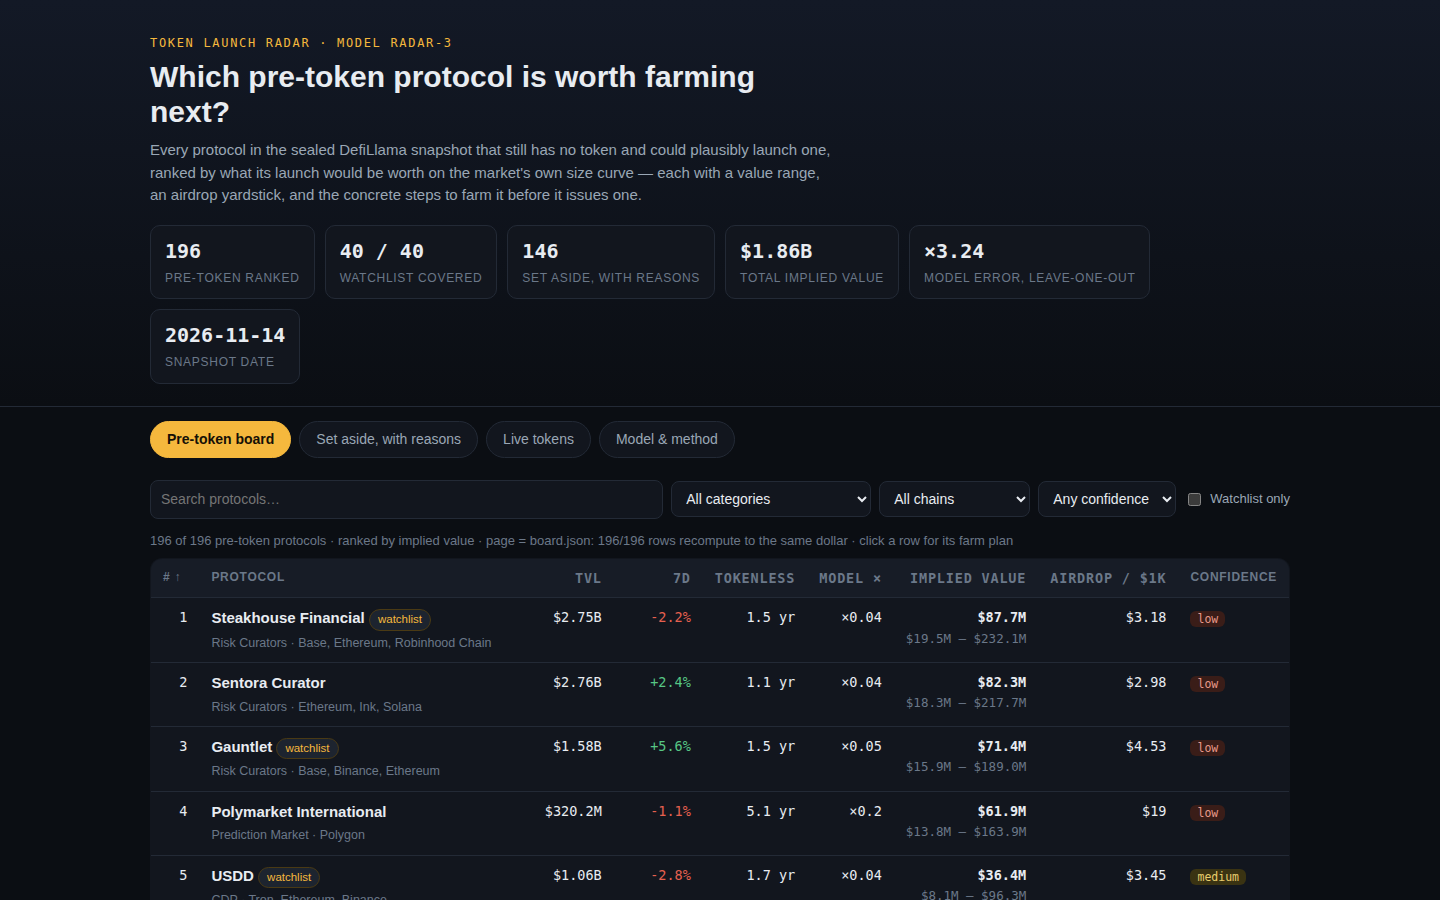 TOKEN LAUNCH RADAR · MODEL RADAR-3
Which pre-token protocol is worth farming
next?
Every protocol in the sealed DefiLlama snapshot that still has no token and could plausibly launch one,
ranked by what its launch would be worth on the market's own size curve — each with a value range,
an airdrop yardstick, and the concrete steps to farm it before it issues one.
196
PRE-TOKEN RANKED
40 / 40
WATCHLIST COVERED
146
SET ASIDE, WITH REASONS
$1.86B
TOTAL IMPLIED VALUE
×3.24
MODEL ERROR, LEAVE-ONE-OUT
2026-11-14
SNAPSHOT DATE
Pre-token board Set aside, with reasons Live tokens Model & method
Search protocols… All categories All chains Any confidence Watchlist only
196 of 196 pre-token protocols · ranked by implied value · page = board.json: 196/196 rows recompute to the same dollar · click a row for its farm plan
# ↑ PROTOCOL TVL 7D TOKENLESS MODEL × IMPLIED VALUE AIRDROP / $1K CONFIDENCE
1 Steakhouse Financial watchlist $2.75B -2.2% 1.5 yr ×0.04 $87.7M $3.18 low
Risk Curators · Base, Ethereum, Robinhood Chain $19.5M — $232.1M
2 Sentora Curator $2.76B +2.4% 1.1 yr ×0.04 $82.3M $2.98 low
Risk Curators · Ethereum, Ink, Solana $18.3M — $217.7M
3 Gauntlet watchlist $1.58B +5.6% 1.5 yr ×0.05 $71.4M $4.53 low
Risk Curators · Base, Binance, Ethereum $15.9M — $189.0M
4 Polymarket International $320.2M -1.1% 5.1 yr ×0.2 $61.9M $19 low
Prediction Market · Polygon $13.8M — $163.9M
5 USDD watchlist $1.06B -2.8% 1.7 yr ×0.04 $36.4M $3.45 medium
CDP · Tron, Ethereum, Binance $8.1M — $96.3M